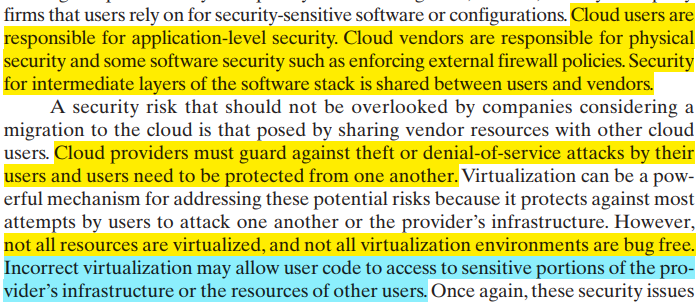 firms that users rely on for security-sensitive software or configurations. Cloud users are
responsible for application-level security. Cloud vendors are responsible for physical
security and some software security such as enforcing external firewall policies. Security
for intermediate layers of the software stack is shared between users and vendors.
A security risk that should not be overlooked by companies considering a
migration to the cloud is that posed by sharing vendor resources with other cloud
users. Cloud providers must guard against theft or denial-of-service attacks by their
users and users need to be protected from one another. Virtualization can be a pow-
erful mechanism for addressing these potential risks because it protects against most
attempts by users to attack one another or the provider's infrastructure. However,
not all resources are virtualized, and not all virtualization environments are bug free.
Incorrect virtualization may allow user code to access to sensitive portions of the pro-
vider's infrastructure or the resources of other users. Once again, these security issues